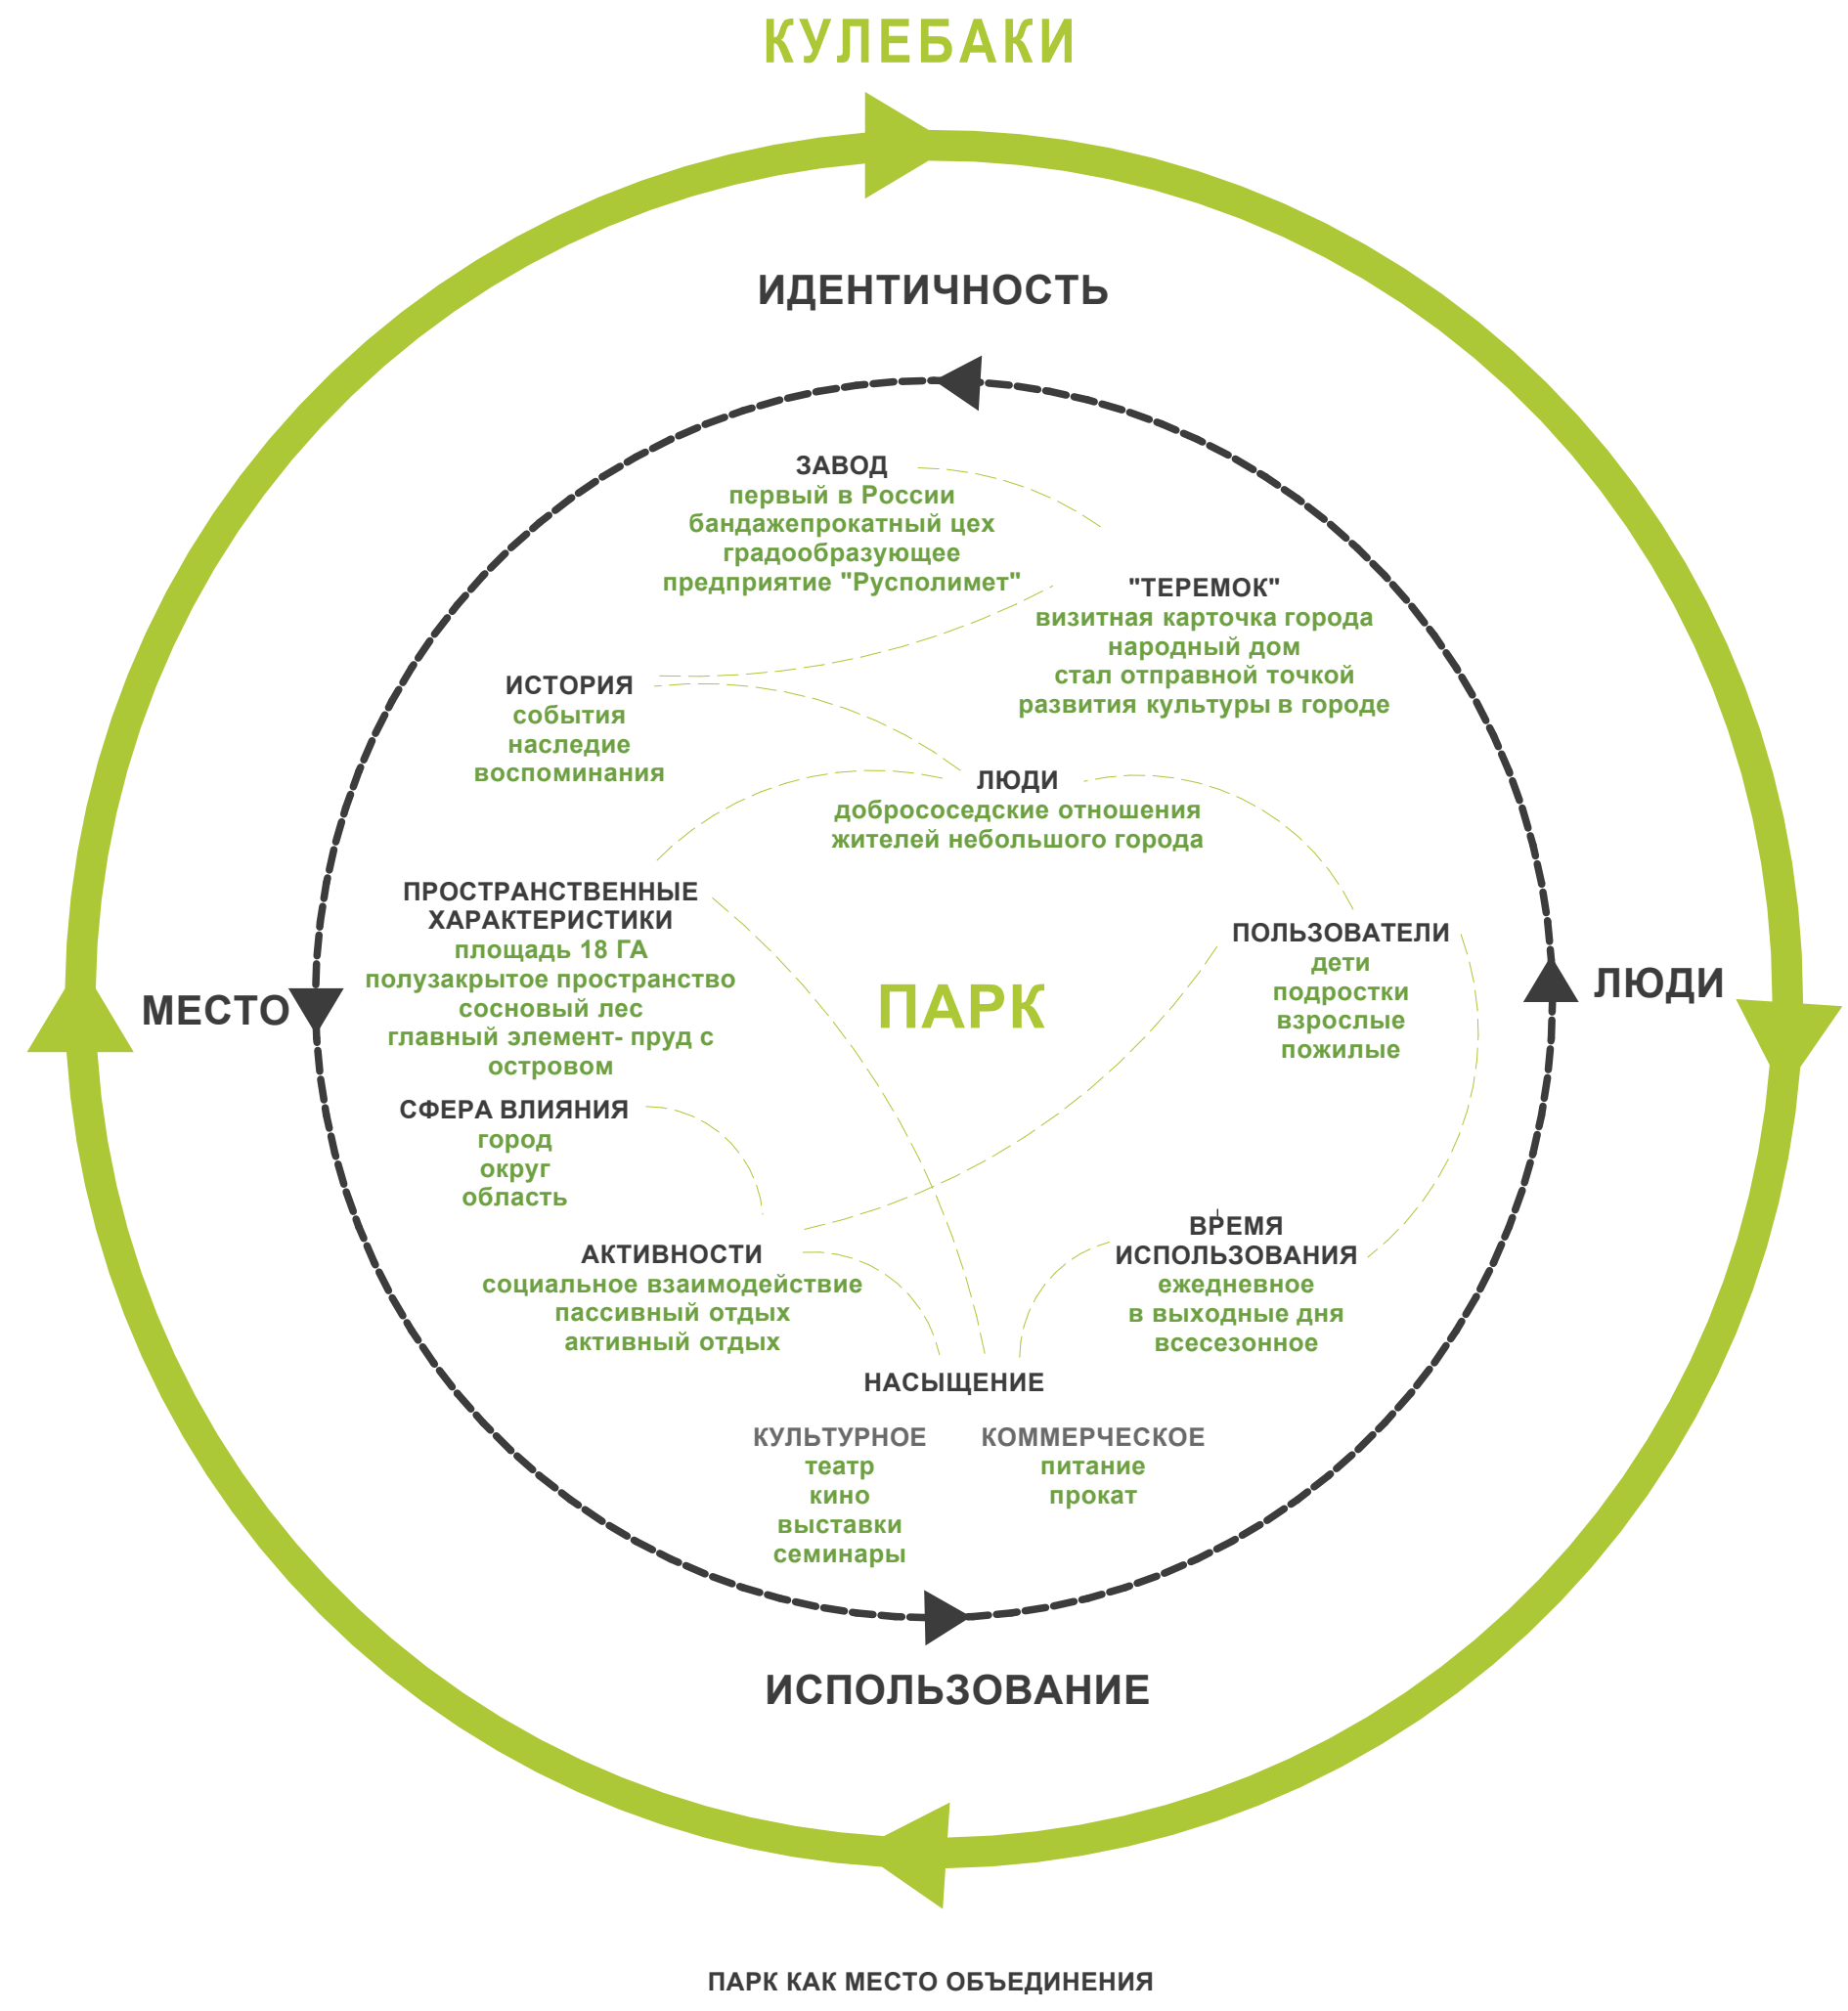 КУЛЕБАКИ
ИДЕНТИЧНОСТЬ
ЗАВОД
первый в России
бандажепрокатный цех
градообразующее
предприятие "Русполимет"
"ТЕРЕМОК"
визитная карточка города
народный дом
стал отправной точкой
развития культуры в городе
ИСТОРИЯ
события
наследие
воспоминания
ЛЮДИ
добрососедские отношения
жителей небольшого города
ПРОСТРАНСТВЕННЫЕ
ХАРАКТЕРИСТИКИ
площадь 18 ГА
полузакрытое пространство
сосновый лес
главный элемент- пруд с
островом
ПОЛЬЗОВАТЕЛИ
дети
подростки
взрослые
пожилые
МЕСТО
ПАРК
ЛЮДИ
СФЕРА ВЛИЯНИЯ
город
округ
область
АКТИВНОСТИ
социальное взаимодействие
пассивный отдых
активный отдых
ВРЕМЯ
ИСПОЛЬЗОВАНИЯ
ежедневное
в выходные дня
всесезонное
НАСЫЩЕНИЕ
КУЛЬТУРНОЕ
театр
кино
выставки
семинары
КОММЕРЧЕСКОЕ
питание
прокат
ИСПОЛЬЗОВАНИЕ
ПАРК КАК МЕСТО ОБЪЕДИНЕНИЯ